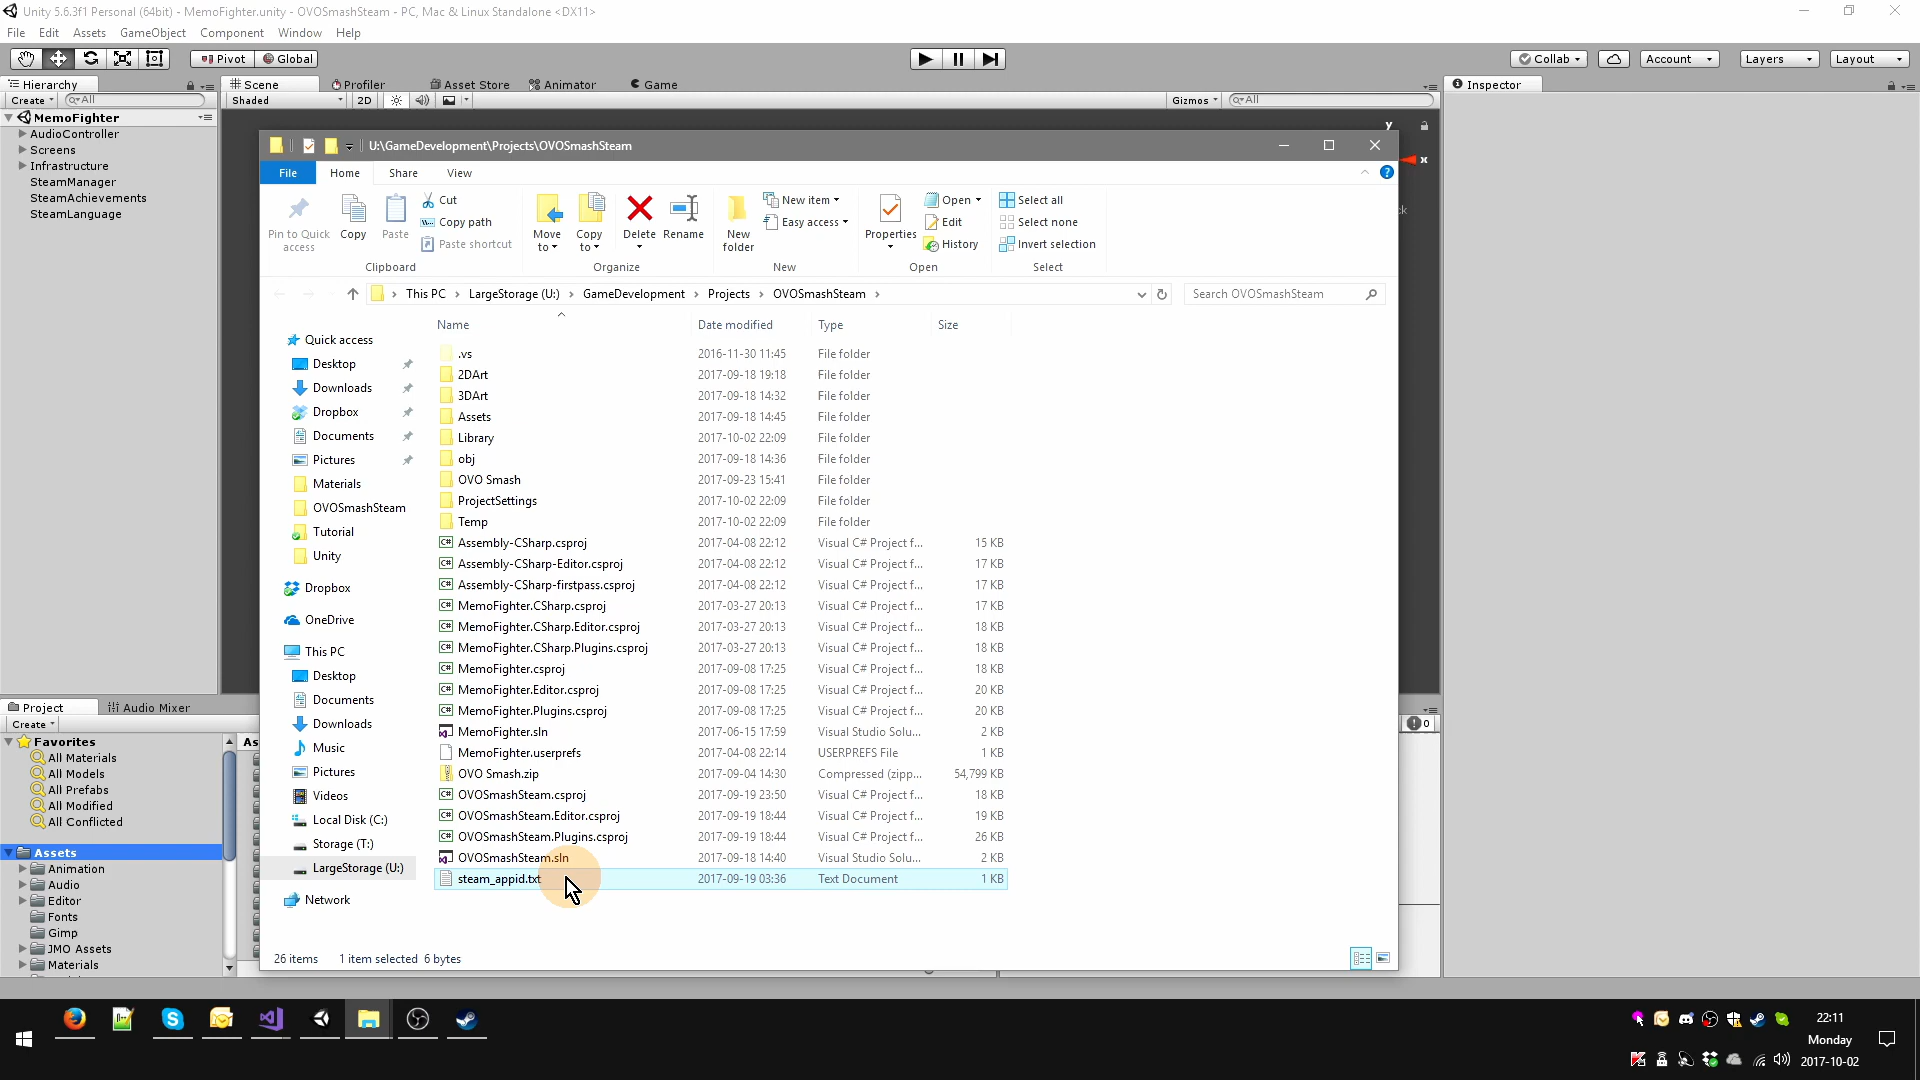 Unity 5.6.3f1 Personal (64bit) - MemoFighter.unity - OVOSmashSteam - PC, Mac & Linux Standalone <DX11>
File Edit Assets GameObject Component Window Help
Pivot Global Collab Account Layers Layout
Hierarchy Scene Profiler Asset Store Animator Game Inspector
Create All Shaded 2D Gizmos All
MemoFighter
AudioController
Screens
Infrastructure
SteamManager
SteamAchievements
SteamLanguage
y
x
U:\GameDevelopment\Projects\OVOSmashSteam
File Home Share View
Pin to Quick access
Copy
Paste
Cut
Copy path
Paste shortcut
Clipboard
Move to
Copy to
Delete
Rename
Organize
New folder
New item
Easy access
New
Properties
Open
Edit
History
Open
Select all
Select none
Invert selection
Select
This PC LargeStorage (U:) GameDevelopment Projects OVOSmashSteam
Search OVOSmashSteam
Name Date modified Type Size
Quick access
Desktop
Downloads
Dropbox
Documents
Pictures
Materials
OVOSmashSteam
Tutorial
Unity
Dropbox
OneDrive
This PC
Desktop
Documents
Downloads
Music
Pictures
Videos
Local Disk (C:)
Storage (T:)
LargeStorage (U:)
Network
.vs 2016-11-30 11:45 File folder
2DArt 2017-09-18 19:18 File folder
3DArt 2017-09-18 14:32 File folder
Assets 2017-09-18 14:45 File folder
Library 2017-10-02 22:09 File folder
obj 2017-09-18 14:36 File folder
OVO Smash 2017-09-23 15:41 File folder
ProjectSettings 2017-10-02 22:09 File folder
Temp 2017-10-02 22:09 File folder
Assembly-CSharp.csproj 2017-04-08 22:12 Visual C# Project f... 15 KB
Assembly-CSharp-Editor.csproj 2017-04-08 22:12 Visual C# Project f... 17 KB
Assembly-CSharp-firstpass.csproj 2017-04-08 22:12 Visual C# Project f... 17 KB
MemoFighter.CSharp.csproj 2017-03-27 20:13 Visual C# Project f... 17 KB
MemoFighter.CSharp.Editor.csproj 2017-03-27 20:13 Visual C# Project f... 18 KB
MemoFighter.CSharp.Plugins.csproj 2017-03-27 20:13 Visual C# Project f... 18 KB
MemoFighter.csproj 2017-09-08 17:25 Visual C# Project f... 18 KB
MemoFighter.Editor.csproj 2017-09-08 17:25 Visual C# Project f... 20 KB
MemoFighter.Plugins.csproj 2017-09-08 17:25 Visual C# Project f... 20 KB
MemoFighter.sln 2017-06-15 17:59 Visual Studio Solu... 2 KB
MemoFighter.userprefs 2017-04-08 22:14 USERPREFS File 1 KB
OVO Smash.zip 2017-09-04 14:30 Compressed (zipp... 54,799 KB
OVOSmashSteam.csproj 2017-09-19 23:50 Visual C# Project f... 18 KB
OVOSmashSteam.Editor.csproj 2017-09-19 18:44 Visual C# Project f... 19 KB
OVOSmashSteam.Plugins.csproj 2017-09-19 18:44 Visual C# Project f... 26 KB
OVOSmashSteam.sln 2017-09-18 14:40 Visual Studio Solu... 2 KB
steam_appid.txt 2017-09-19 03:36 Text Document 1 KB
26 items 1 item selected 6 bytes
Project Audio Mixer
Create
0
Favorites
All Materials
All Models
All Prefabs
All Modified
All Conflicted
Assets
Animation
Audio
Editor
Fonts
Gimp
JMO Assets
Materials
As
22:11
Monday
2017-10-02